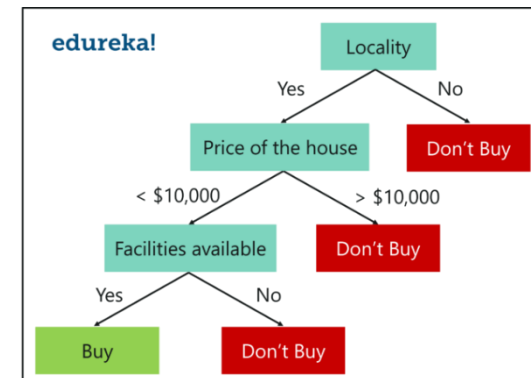 edureka!
Locality
Yes
No
Price of the house
Don't Buy
< $10,000
> $10,000
Facilities available
Don't Buy
Yes
No
Buy
Don't Buy